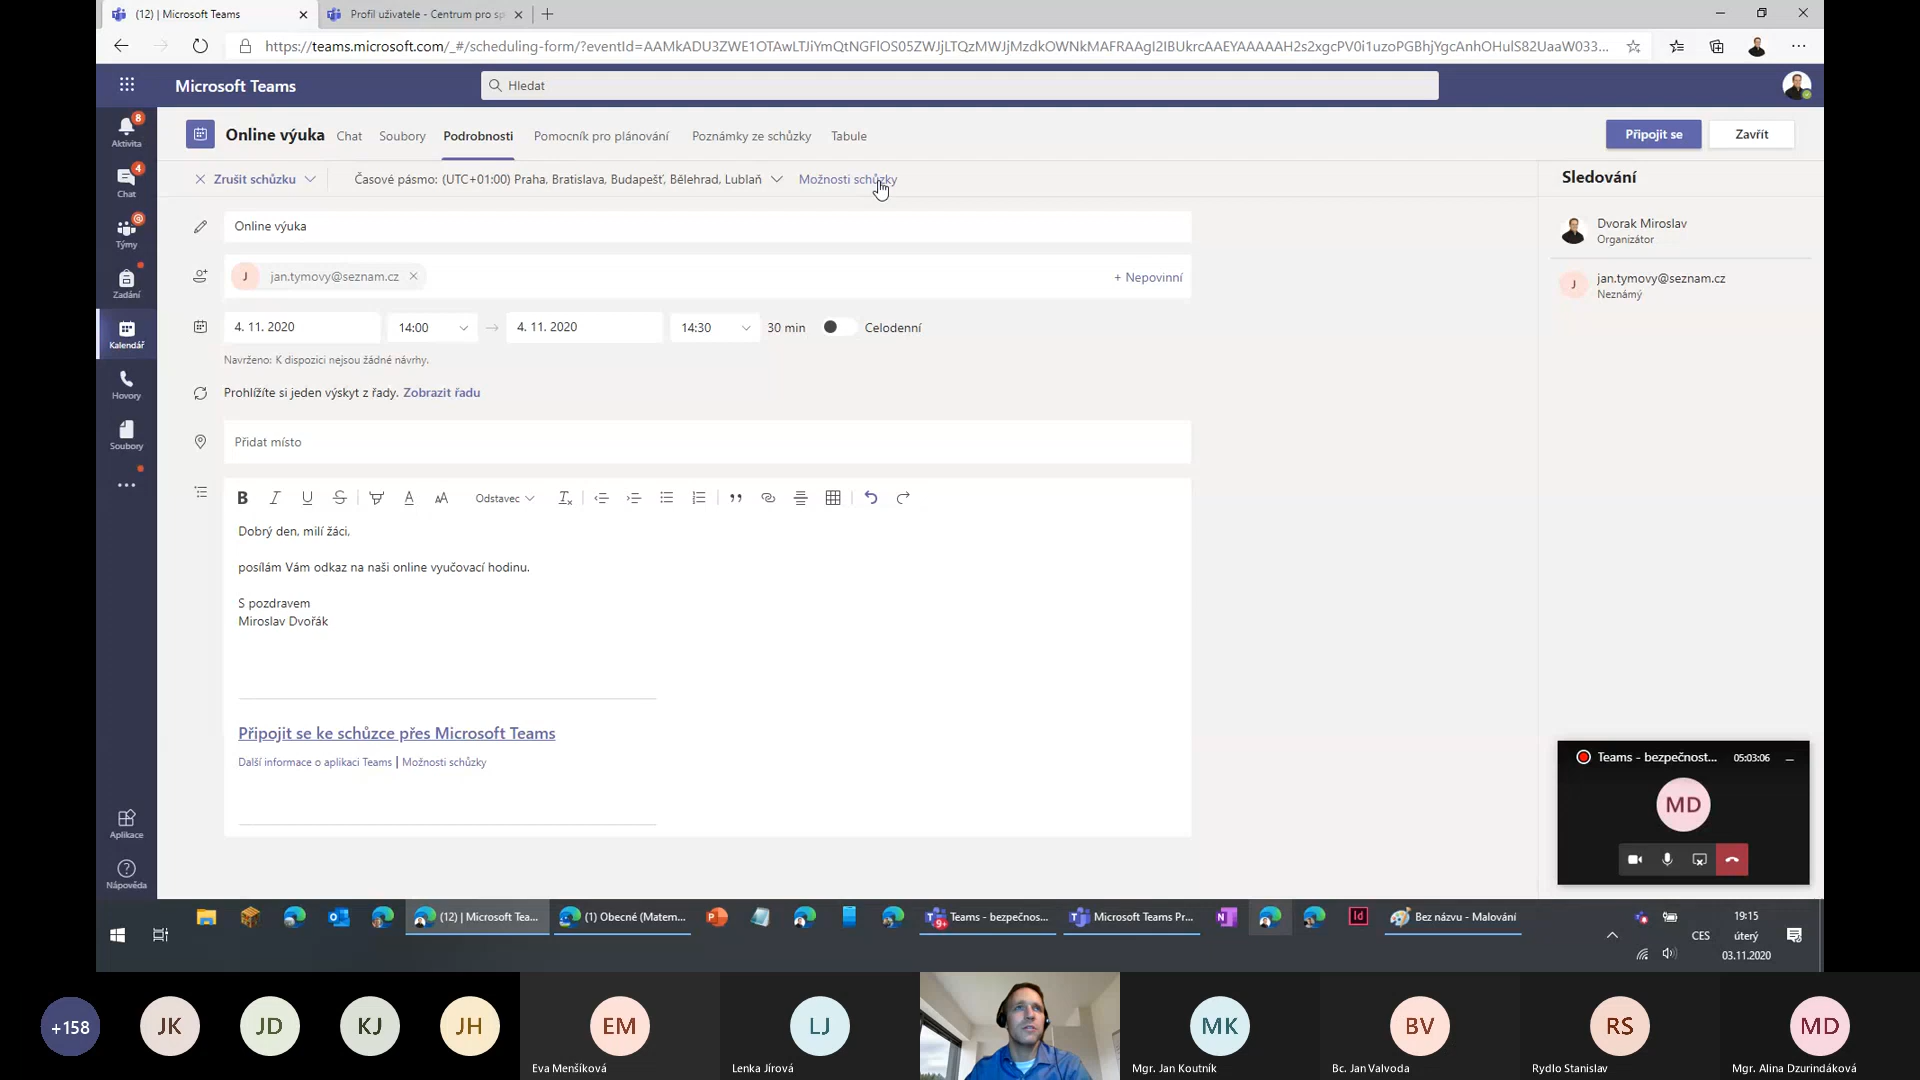 (12) | Microsoft Teams
Profil uživatele - Centrum pro sp
https://teams.microsoft.com/_#/scheduling-form/?eventId=AAMkADU3ZWE1OTAwLTJiYmQtNGFlOS05ZWJjLTQzMWJjMzdkOWNkMAFRAAgI2IBUkrcAAEYAAAAAH2s2xgcPV0i1uzoPGBhjYgcAnhOHulS82UaaW033...
Microsoft Teams
Hledat
8
Aktivita
4
Chat
@
Týmy
Zadání
Kalendář
Hovory
Soubory
Aplikace
Nápověda
Online výuka Chat Soubory Podrobnosti Pomocník pro plánování Poznámky ze schůzky Tabule
Připojit se
Zavřít
Zrušit schůzku
Časové pásmo: (UTC+01:00) Praha, Bratislava, Budapešť, Bělehrad, Lublaň
Možnosti schůzky
Online výuka
J jan.tymovy@seznam.cz
+ Nepovinní
4. 11. 2020 14:00 → 4. 11. 2020 14:30 30 min Celodenní
Navrženo: K dispozici nejsou žádné návrhy.
Prohlížíte si jeden výskyt z řady. Zobrazit řadu
Přidat místo
B I U S A AA Odstavec
Dobrý den, milí žáci,
posílám Vám odkaz na naši online vyučovací hodinu.
S pozdravem
Miroslav Dvořák
Připojit se ke schůzce přes Microsoft Teams
Další informace o aplikaci Teams | Možnosti schůzky
Sledování
Dvorak Miroslav
Organizátor
J jan.tymovy@seznam.cz
Neznámý
Teams - bezpečnost... 05:03:06
MD
(12) | Microsoft Tea...
(1) Obecné (Matem...
9+ Teams - bezpečnos...
Microsoft Teams Pr...
Id
Bez názvu - Malování
CES
19:15
úterý
03.11.2020
+158
JK
JD
KJ
JH
EM
Eva Menšíková
LJ
Lenka Jírová
MK
Mgr. Jan Koutník
BV
Bc. Jan Valvoda
RS
Rydlo Stanislav
MD
Mgr. Alina Dzurindáková